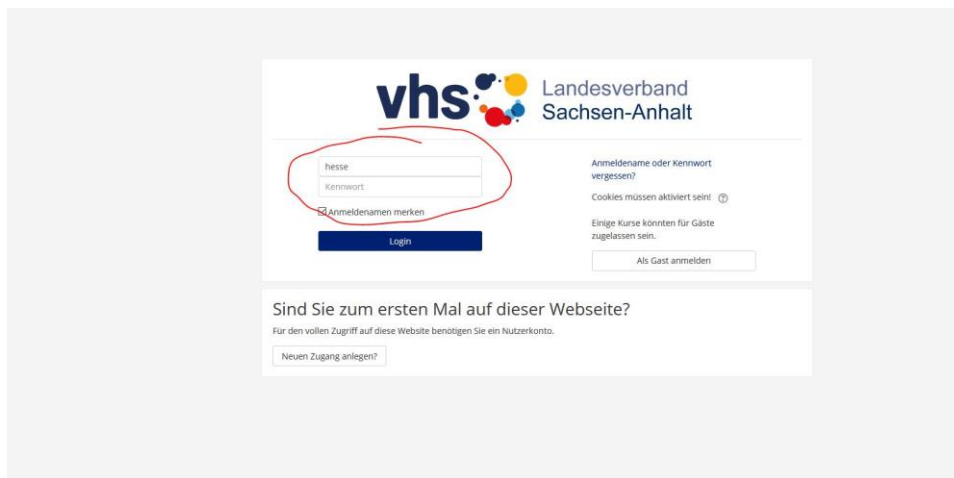 vhs
Landesverband
Sachsen-Anhalt
hesse
Kennwort
Anmeldenamen merken
Login
Anmeldename oder Kennwort
vergessen?
Cookies müssen aktiviert sein!
Einige Kurse könnten für Gäste
zugelassen sein.
Als Gast anmelden
Sind Sie zum ersten Mal auf dieser Webseite?
Für den vollen Zugriff auf diese Website benötigen Sie ein Nutzerkonto.
Neuen Zugang anlegen?